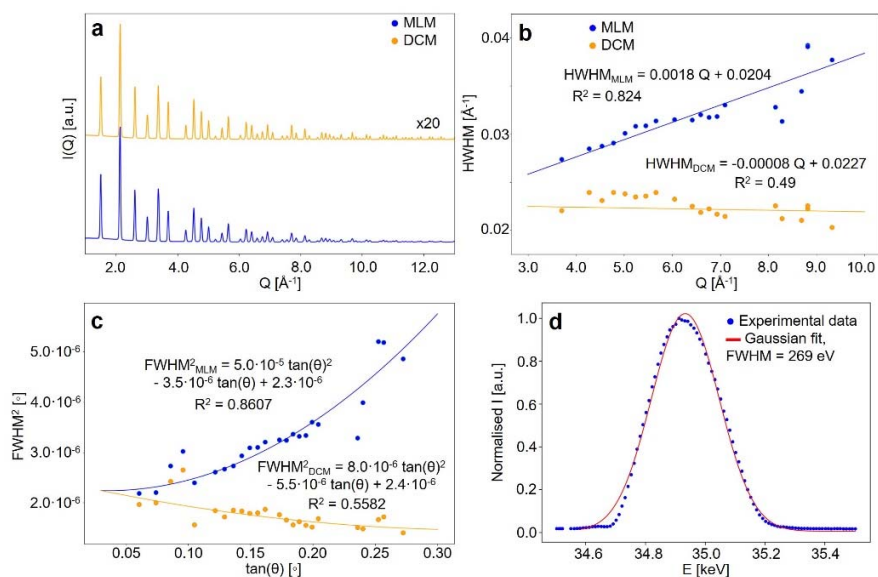 a
MLM
DCM
x20
I(Q) [a.u.]
2.0 4.0 6.0 8.0 10.0 12.0
Q [Å⁻¹]
b
MLM
DCM
HWHM_MLM = 0.0018 Q + 0.0204
R² = 0.824
HWHM_DCM = -0.00008 Q + 0.0227
R² = 0.49
HWHM [Å⁻¹]
0.04
0.03
0.02
3.0 4.0 5.0 6.0 7.0 8.0 9.0 10.0
Q [Å⁻¹]
c
FWHM²_MLM = 5.0·10⁻⁵ tan(θ)²
- 3.5·10⁻⁶ tan(θ) + 2.3·10⁻⁶
R² = 0.8607
FWHM²_DCM = 8.0·10⁻⁶ tan(θ)²
- 5.5·10⁻⁶ tan(θ) + 2.4·10⁻⁶
R² = 0.5582
FWHM² [°]
5.0·10⁻⁶
4.0·10⁻⁶
3.0·10⁻⁶
2.0·10⁻⁶
0.05 0.10 0.20 0.30
tan(θ) [°]
d
Experimental data
Gaussian fit,
FWHM = 269 eV
Normalised I [a.u.]
1.0
0.8
0.6
0.4
0.2
0.0
34.6 34.8 35.0 35.2 35.4
E [keV]